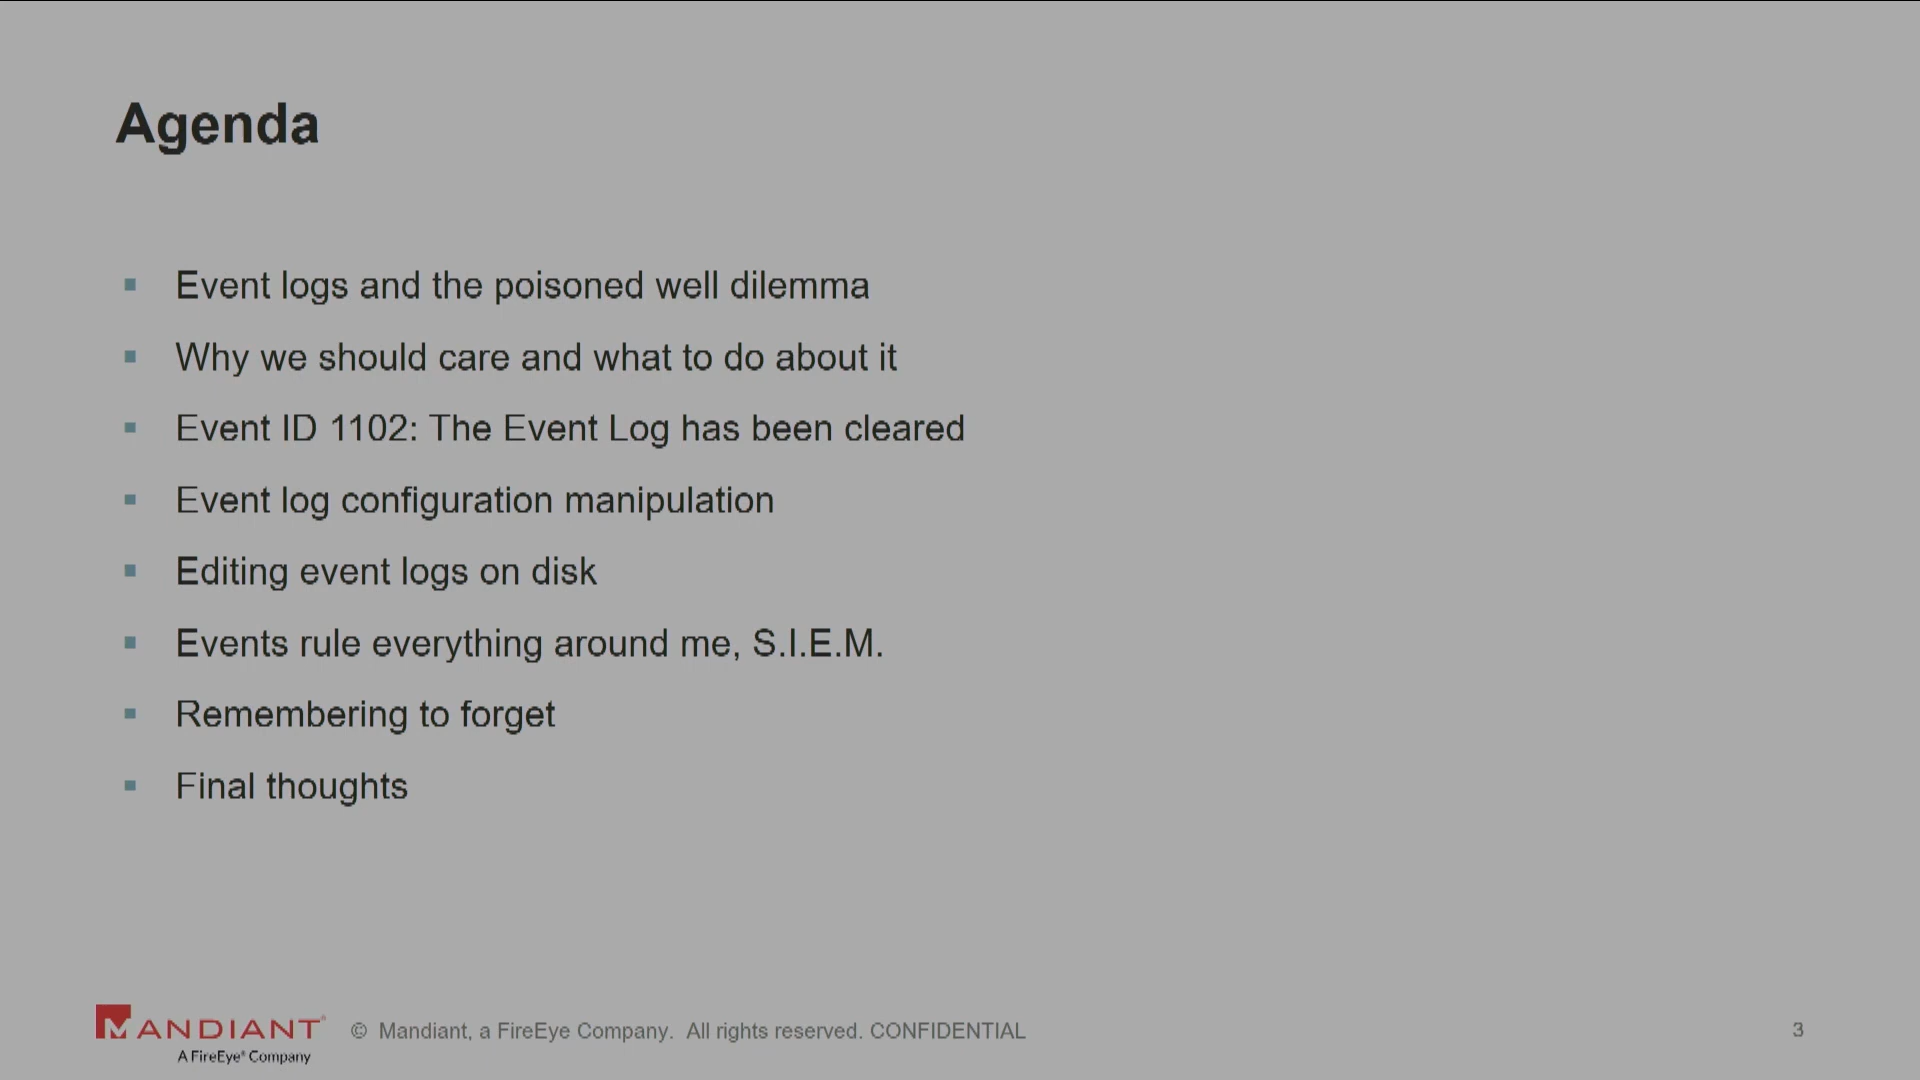 Agenda
Event logs and the poisoned well dilemma
Why we should care and what to do about it
Event ID 1102: The Event Log has been cleared
Event log configuration manipulation
Editing event logs on disk
Events rule everything around me, S.I.E.M.
Remembering to forget
Final thoughts
MANDIANT®
A FireEye® Company
© Mandiant, a FireEye Company. All rights reserved. CONFIDENTIAL
3